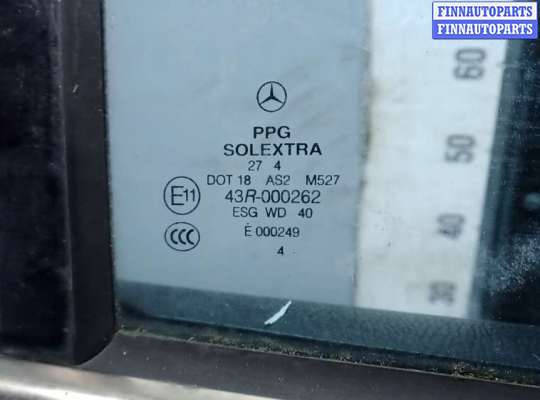 FINNAUTOPARTS
FINNAUTOPARTS
PPG
SOLEXTRA
27 4
DOT 18 AS2 M527
E11
43R-000262
ESG WD 40
CCC
E 000249
4
60
50
40
30